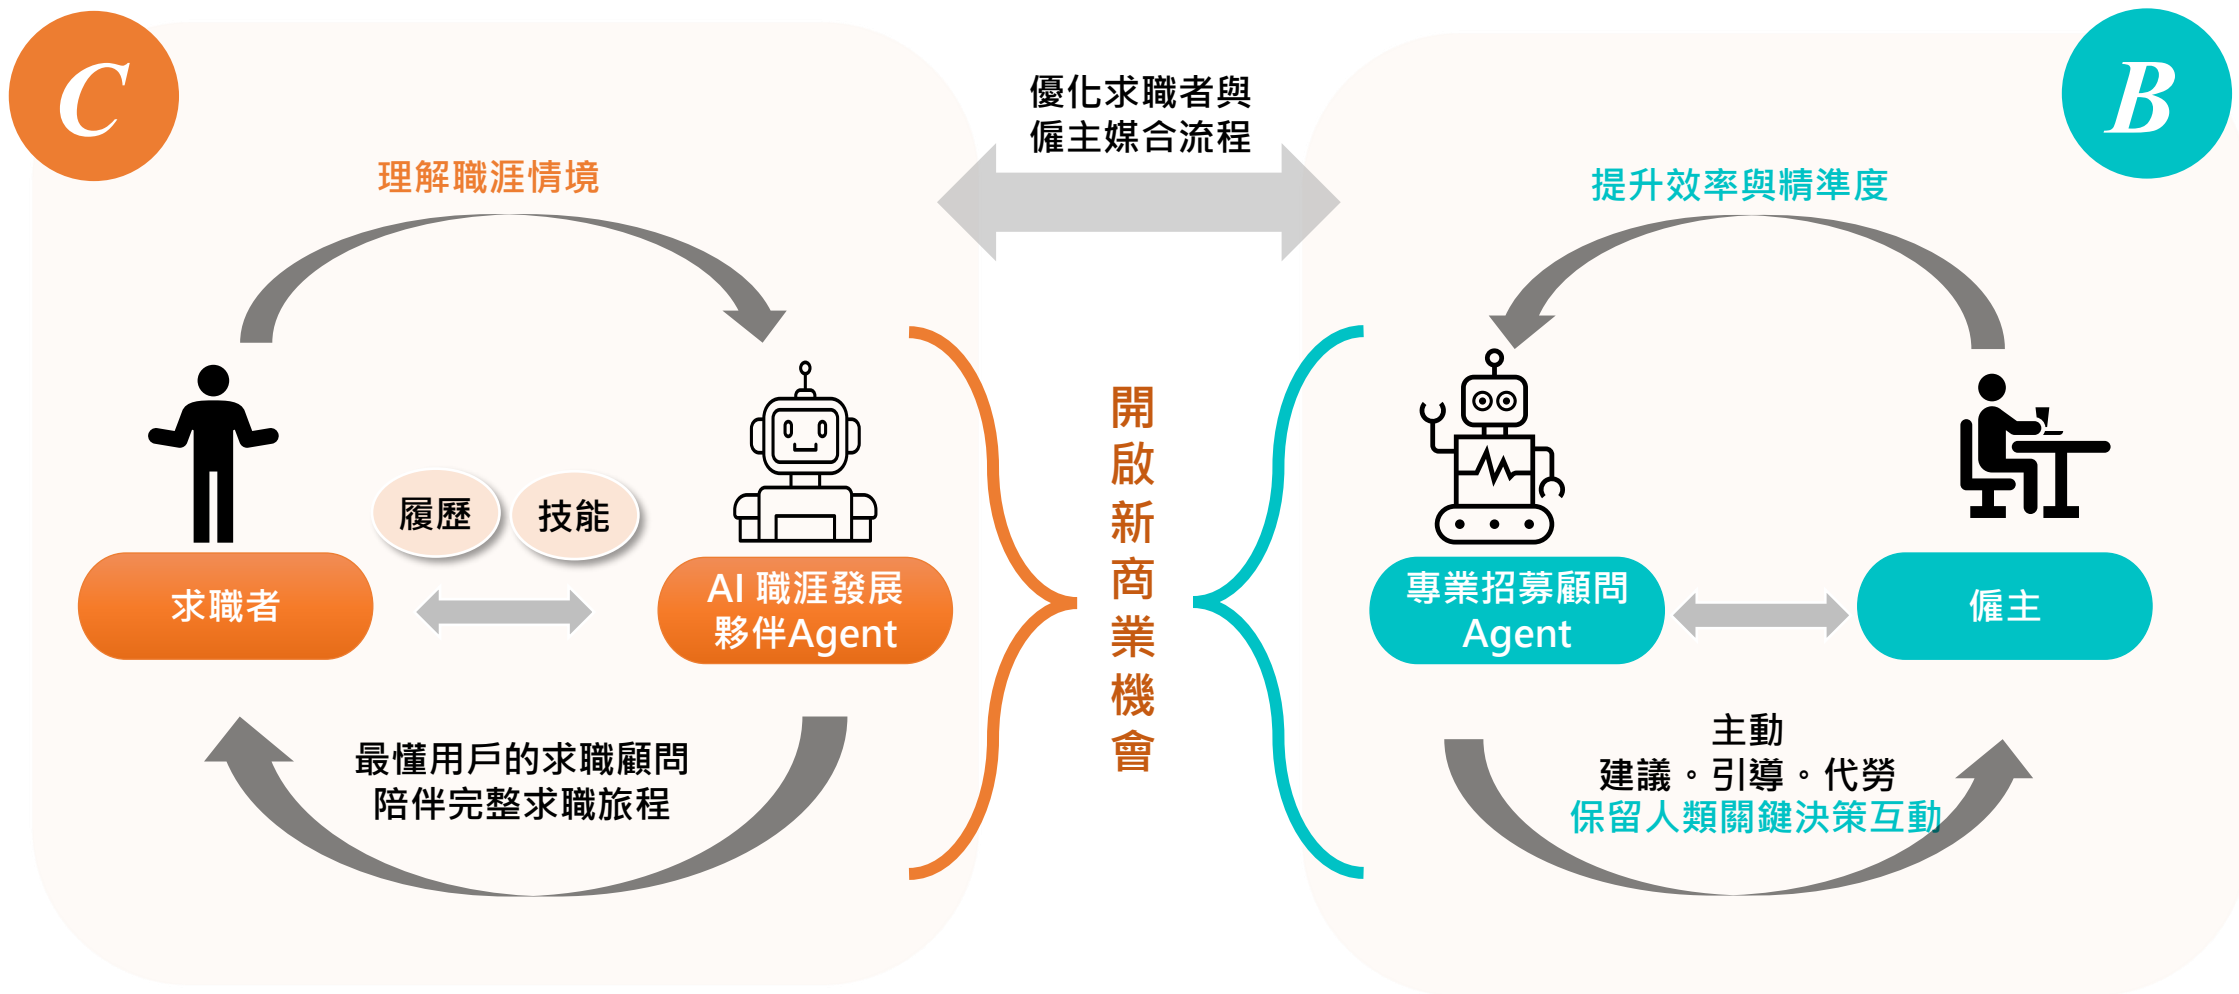 C
理解職涯情境
履歷
技能
求職者
AI 職涯發展
夥伴Agent
最懂用戶的求職顧問
陪伴完整求職旅程
優化求職者與
僱主媒合流程
開啟新商業機會
B
提升效率與精準度
專業招募顧問
Agent
僱主
主動
建議。引導。代勞
保留人類關鍵決策互動